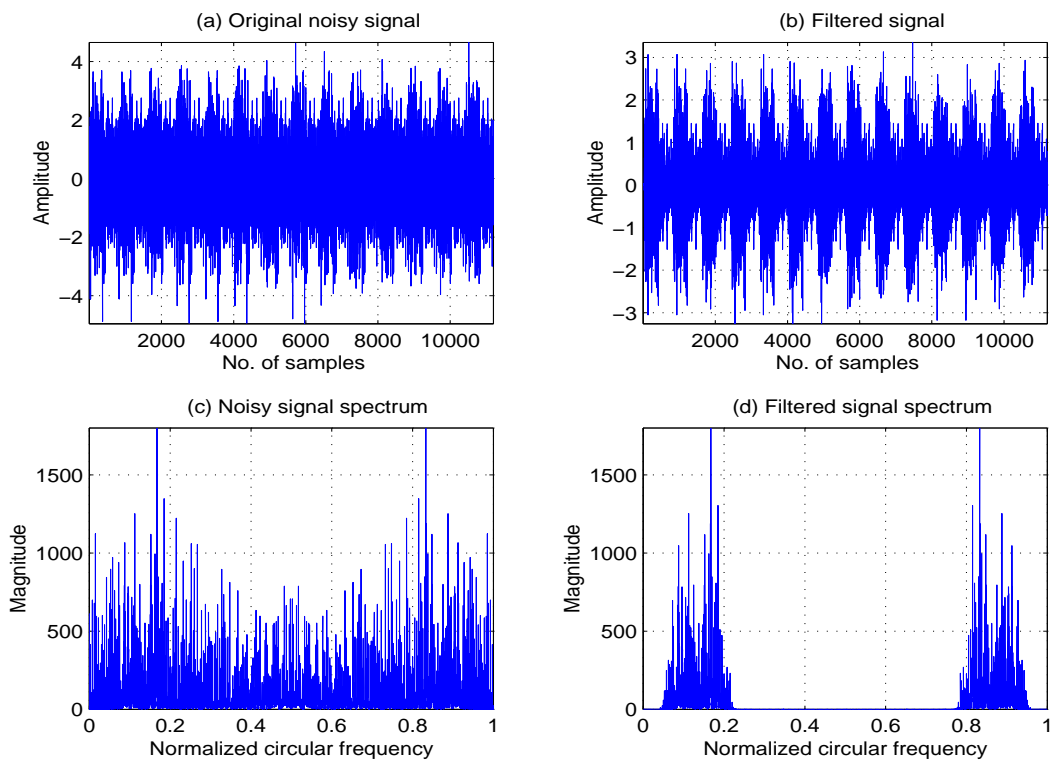 (a) Original noisy signal
4
2
0
−2
−4
Amplitude
2000 4000 6000 8000 10000
No. of samples
(b) Filtered signal
3
2
1
0
−1
−2
−3
Amplitude
2000 4000 6000 8000 10000
No. of samples
(c) Noisy signal spectrum
1500
1000
500
0
Magnitude
0 0.2 0.4 0.6 0.8 1
Normalized circular frequency
(d) Filtered signal spectrum
1500
1000
500
0
Magnitude
0 0.2 0.4 0.6 0.8 1
Normalized circular frequency